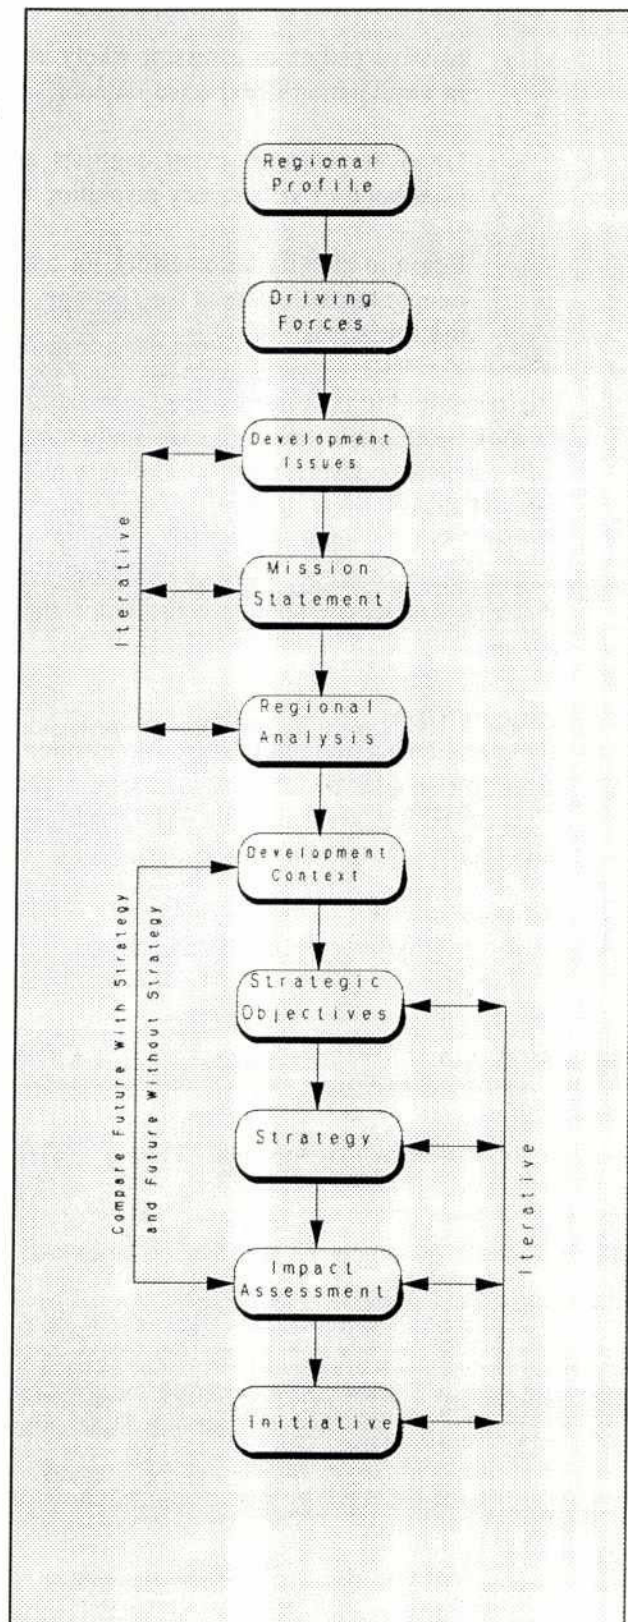 Regional
Profile
Driving
Forces
Development
Issues
Iterative
Mission
Statement
Regional
Analysis
Development
Context
Compare Future With Strategy
and Future Without Strategy
Strategic
Objectives
Strategy
Iterative
Impact
Assessment
Initiative